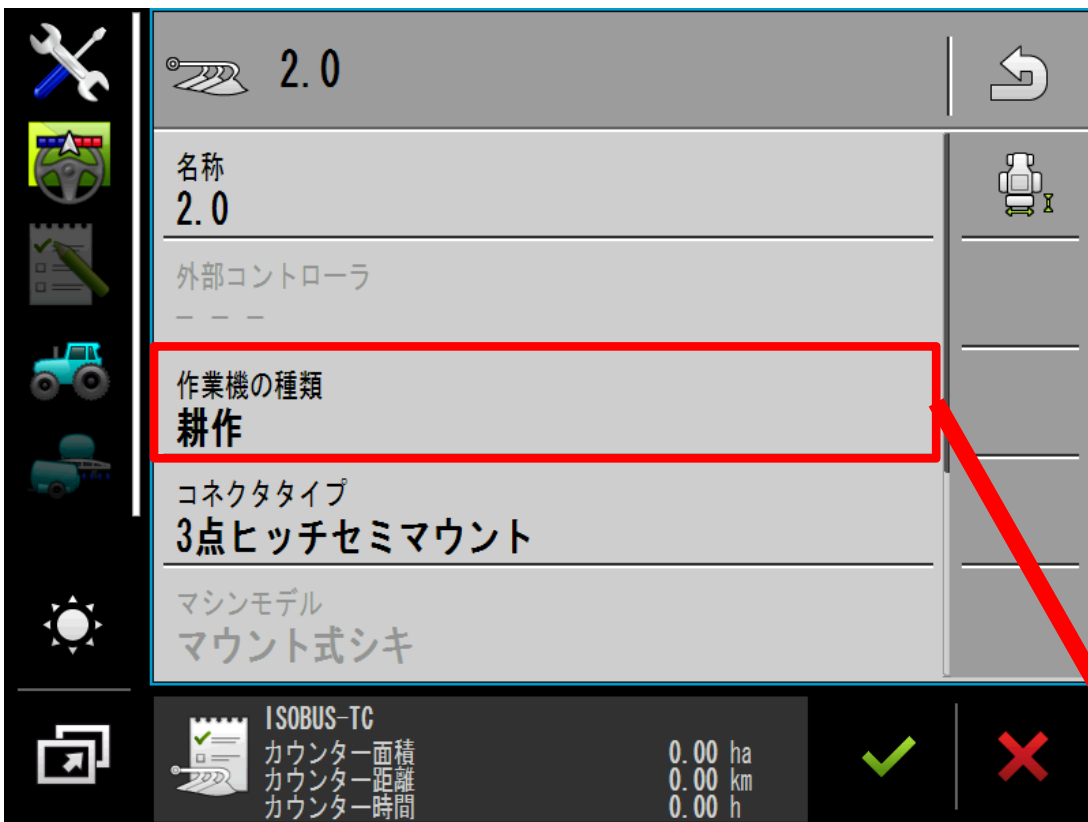 2.0
名称
2.0
外部コントローラ
– – –
作業機の種類
耕作
コネクタタイプ
3点ヒッチセミマウント
マシンモデル
マウント式シキ
ISOBUS-TC
カウンター面積 0.00 ha
カウンター距離 0.00 km
カウンター時間 0.00 h